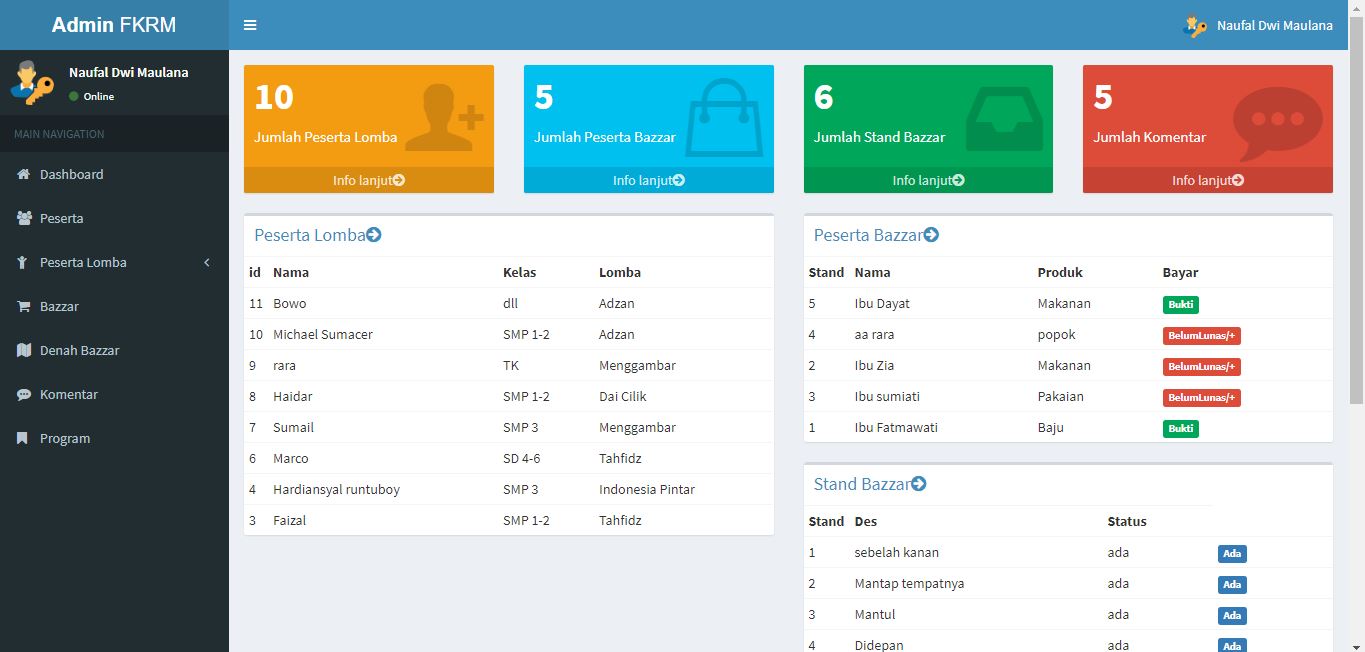 Admin FKRM
Naufal Dwi Maulana
Naufal Dwi Maulana
Online
MAIN NAVIGATION
Dashboard
Peserta
Peserta Lomba
Bazzar
Denah Bazzar
Komentar
Program
10
Jumlah Peserta Lomba
Info lanjut
5
Jumlah Peserta Bazzar
Info lanjut
6
Jumlah Stand Bazzar
Info lanjut
5
Jumlah Komentar
Info lanjut
Peserta Lomba
id Nama Kelas Lomba
11 Bowo dll Adzan
10 Michael Sumacer SMP 1-2 Adzan
9 rara TK Menggambar
8 Haidar SMP 1-2 Dai Cilik
7 Sumail SMP 3 Menggambar
6 Marco SD 4-6 Tahfidz
4 Hardiansyal runtuboy SMP 3 Indonesia Pintar
3 Faizal SMP 1-2 Tahfidz
Peserta Bazzar
Stand Nama Produk Bayar
5 Ibu Dayat Makanan Bukti
4 aa rara popok BelumLunas/+
2 Ibu Zia Makanan BelumLunas/+
3 Ibu sumiati Pakaian BelumLunas/+
1 Ibu Fatmawati Baju Bukti
Stand Bazzar
Stand Des Status
1 sebelah kanan ada Ada
2 Mantap tempatnya ada Ada
3 Mantul ada Ada
4 Didepan ada Ada